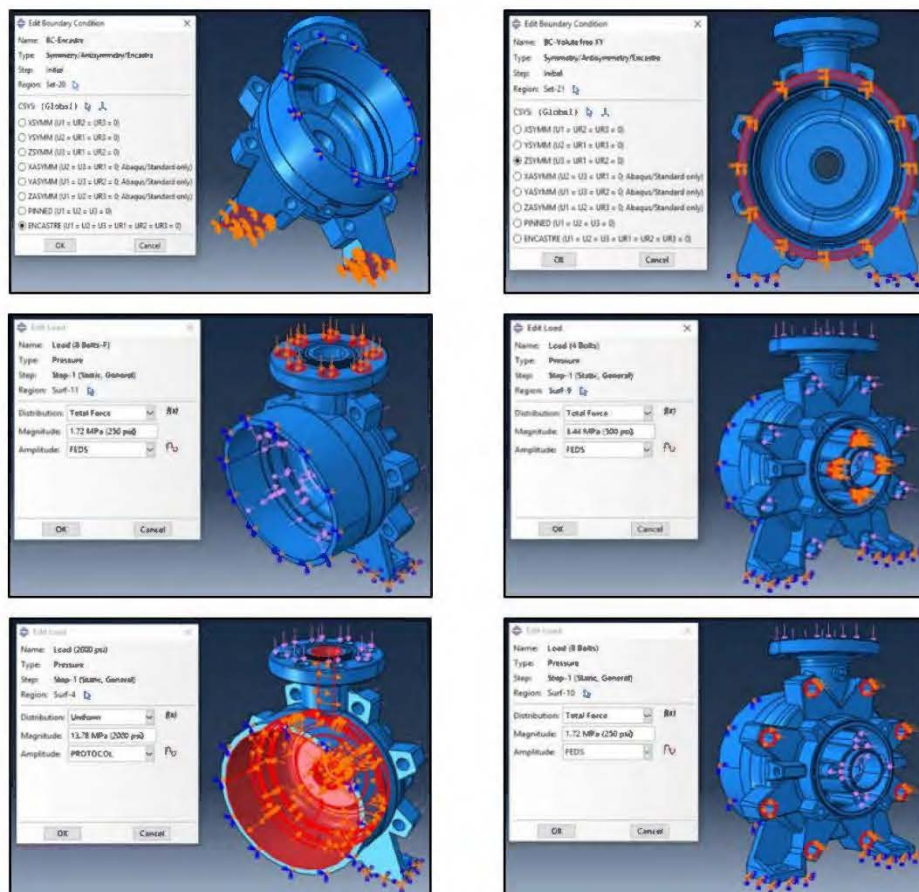 Edit Boundary Condition
Name: BC-Encastre
Type: Symmetry/Antisymmetry/Encastre
Step: Initial
Region: Set-20
CSYS: (Global)
XSYMM (U1 = UR2 = UR3 = 0)
YSYMM (U2 = UR1 = UR3 = 0)
ZSYMM (U3 = UR1 = UR2 = 0)
XASYMM (U2 = U3 = UR1 = 0; Abaqus/Standard only)
YASYMM (U1 = U3 = UR2 = 0; Abaqus/Standard only)
ZASYMM (U1 = U2 = UR3 = 0; Abaqus/Standard only)
PINNED (U1 = U2 = U3 = 0)
ENCASTRE (U1 = U2 = U3 = UR1 = UR2 = UR3 = 0)
OK Cancel
Edit Boundary Condition
Name: BC-Volute free XY
Type: Symmetry/Antisymmetry/Encastre
Step: Initial
Region: Set-21
CSYS: (Global)
XSYMM (U1 = UR2 = UR3 = 0)
YSYMM (U2 = UR1 = UR3 = 0)
ZSYMM (U3 = UR1 = UR2 = 0)
XASYMM (U2 = U3 = UR1 = 0; Abaqus/Standard only)
YASYMM (U1 = U3 = UR2 = 0; Abaqus/Standard only)
ZASYMM (U1 = U2 = UR3 = 0; Abaqus/Standard only)
PINNED (U1 = U2 = U3 = 0)
ENCASTRE (U1 = U2 = U3 = UR1 = UR2 = UR3 = 0)
OK Cancel
Edit Load
Name: Load (8 Bolts-F)
Type: Pressure
Step: Step-1 (Static, General)
Region: Surf-11
Distribution: Total Force f(x)
Magnitude: 1.72 MPa (250 psi)
Amplitude: FEDS
OK Cancel
Edit Load
Name: Load (4 Bolts)
Type: Pressure
Step: Step-1 (Static, General)
Region: Surf-9
Distribution: Total Force f(x)
Magnitude: 3.44 MPa (500 psi)
Amplitude: FEDS
OK Cancel
Edit Load
Name: Load (2000 psi)
Type: Pressure
Step: Step-1 (Static, General)
Region: Surf-4
Distribution: Uniform f(x)
Magnitude: 13.78 MPa (2000 psi)
Amplitude: PROTOCOL
OK Cancel
Edit Load
Name: Load (8 Bolts)
Type: Pressure
Step: Step-1 (Static, General)
Region: Surf-10
Distribution: Total Force f(x)
Magnitude: 1.72 MPa (250 psi)
Amplitude: FEDS
OK Cancel